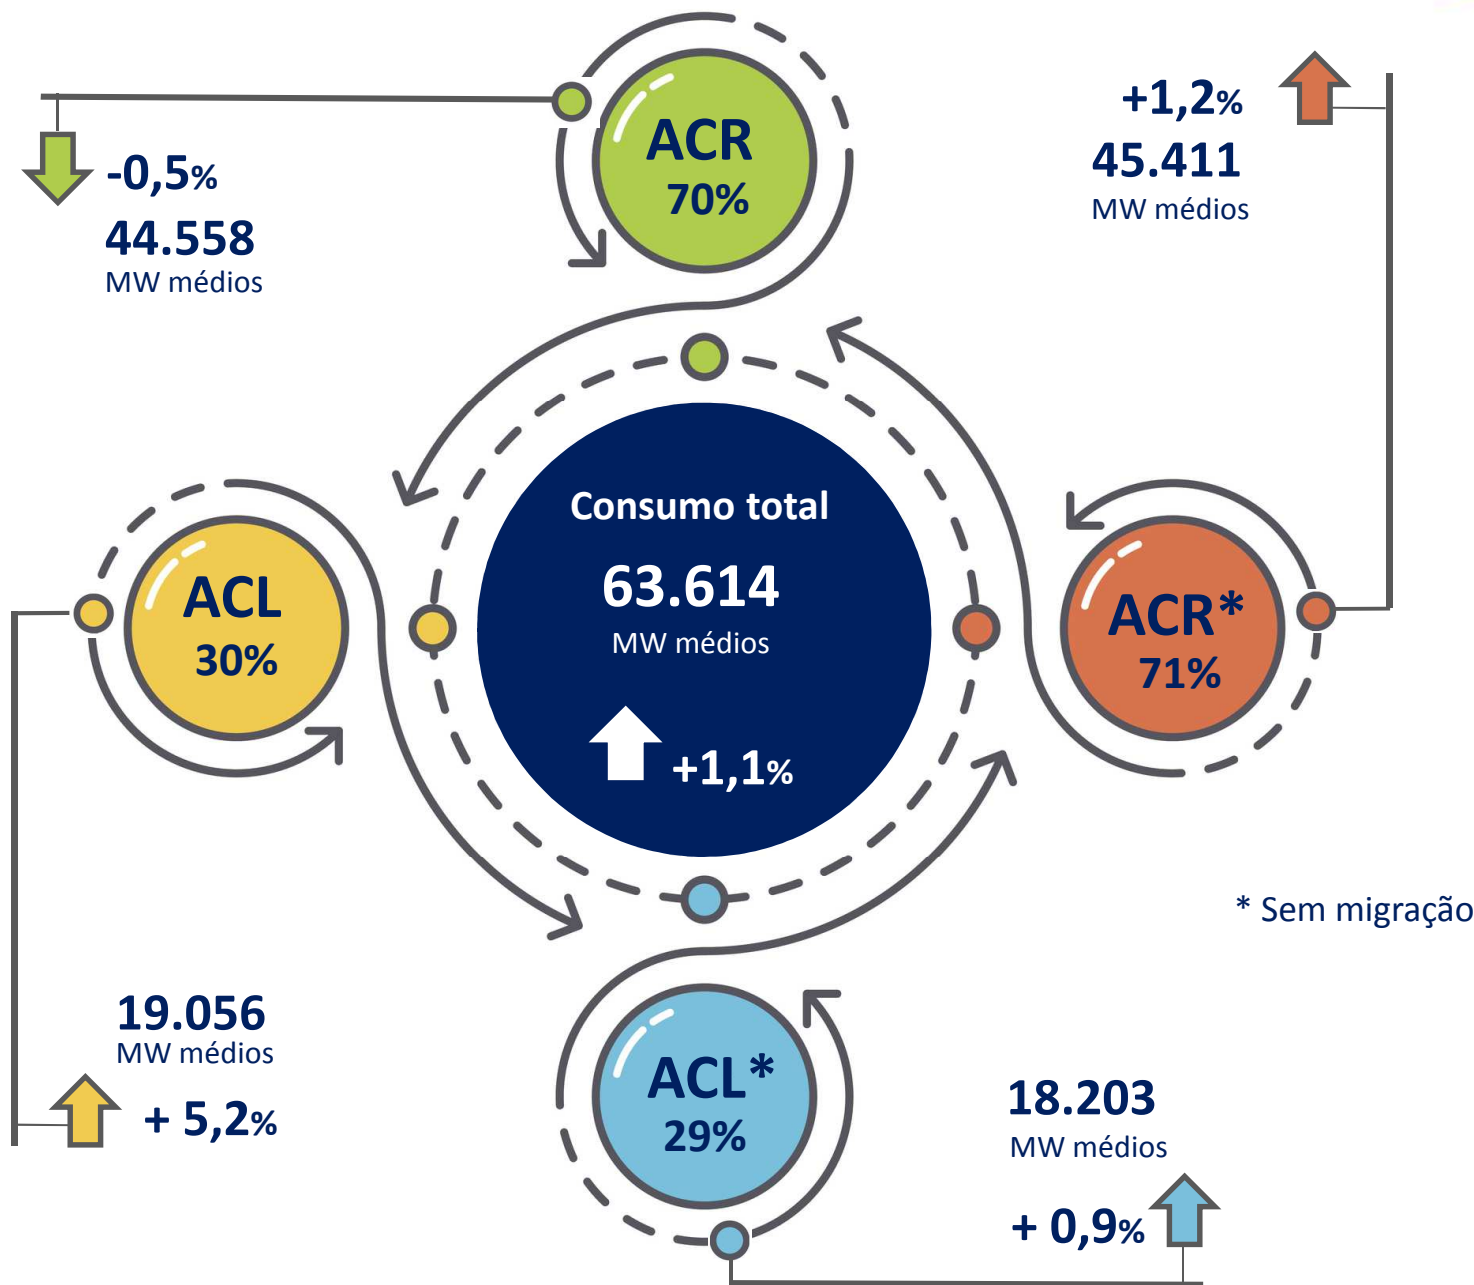 ACR
70%
-0,5%
44.558
MW médios
+1,2%
45.411
MW médios
Consumo total
63.614
MW médios
+1,1%
ACL
30%
ACR*
71%
* Sem migração
19.056
MW médios
+ 5,2%
ACL*
29%
18.203
MW médios
+ 0,9%